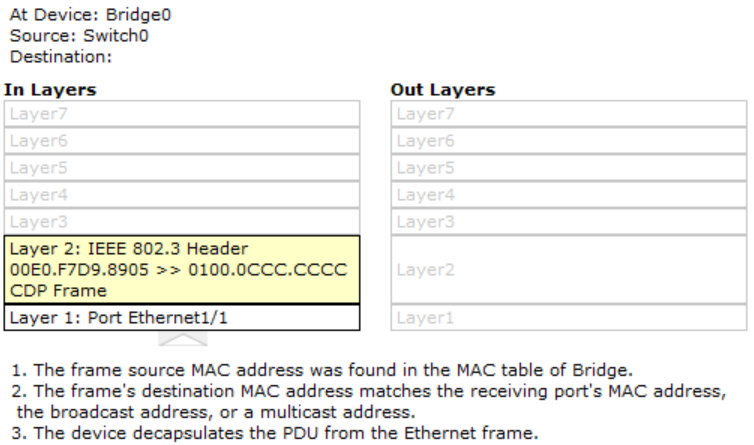 At Device: Bridge0
Source: Switch0
Destination:
In Layers
Layer7
Layer6
Layer5
Layer4
Layer3
Layer 2: IEEE 802.3 Header
00E0.F7D9.8905 >> 0100.0CCC.CCCC
CDP Frame
Layer 1: Port Ethernet1/1
Out Layers
Layer7
Layer6
Layer5
Layer4
Layer3
Layer2
Layer1
1. The frame source MAC address was found in the MAC table of Bridge.
2. The frame's destination MAC address matches the receiving port's MAC address,
the broadcast address, or a multicast address.
3. The device decapsulates the PDU from the Ethernet frame.